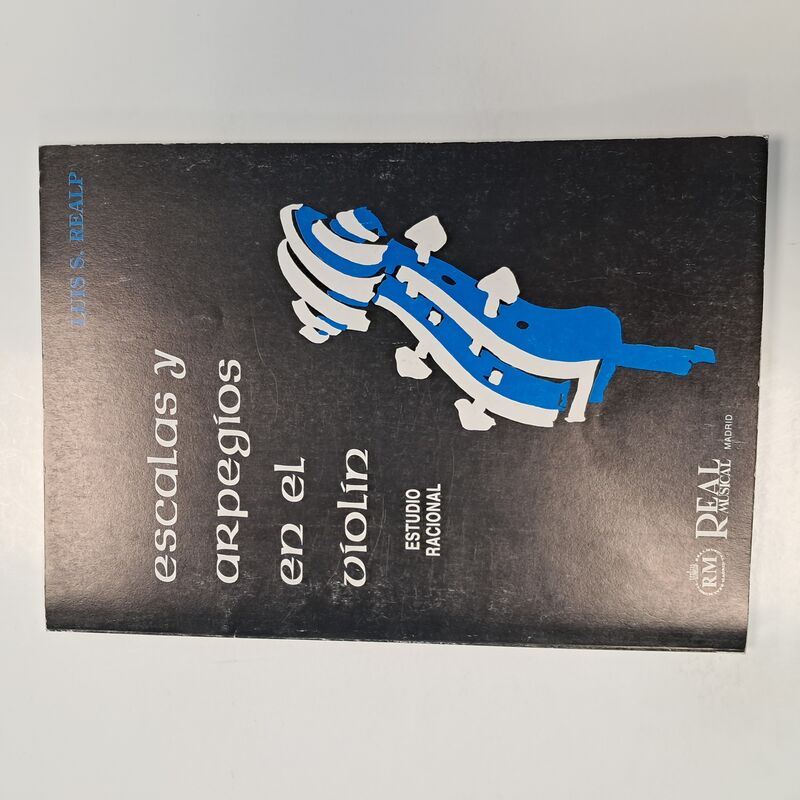 LUIS S. REALP
escalas y
arpegios
en el
violín
ESTUDIO
RACIONAL
RM
REAL
MUSICAL MADRID